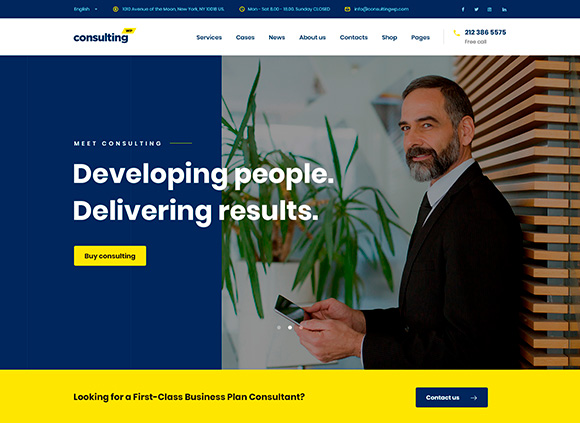 English
1010 Avenue of the Moon, New York, NY 10018 US
Mon - Sat 8.00 - 18.00. Sunday CLOSED
info@consultingwp.com
consulting WP
Services Cases News About us Contacts Shop Pages
212 386 5575
Free call
MEET CONSULTING
Developing people.
Delivering results.
Buy consulting
Looking for a First-Class Business Plan Consultant?
Contact us